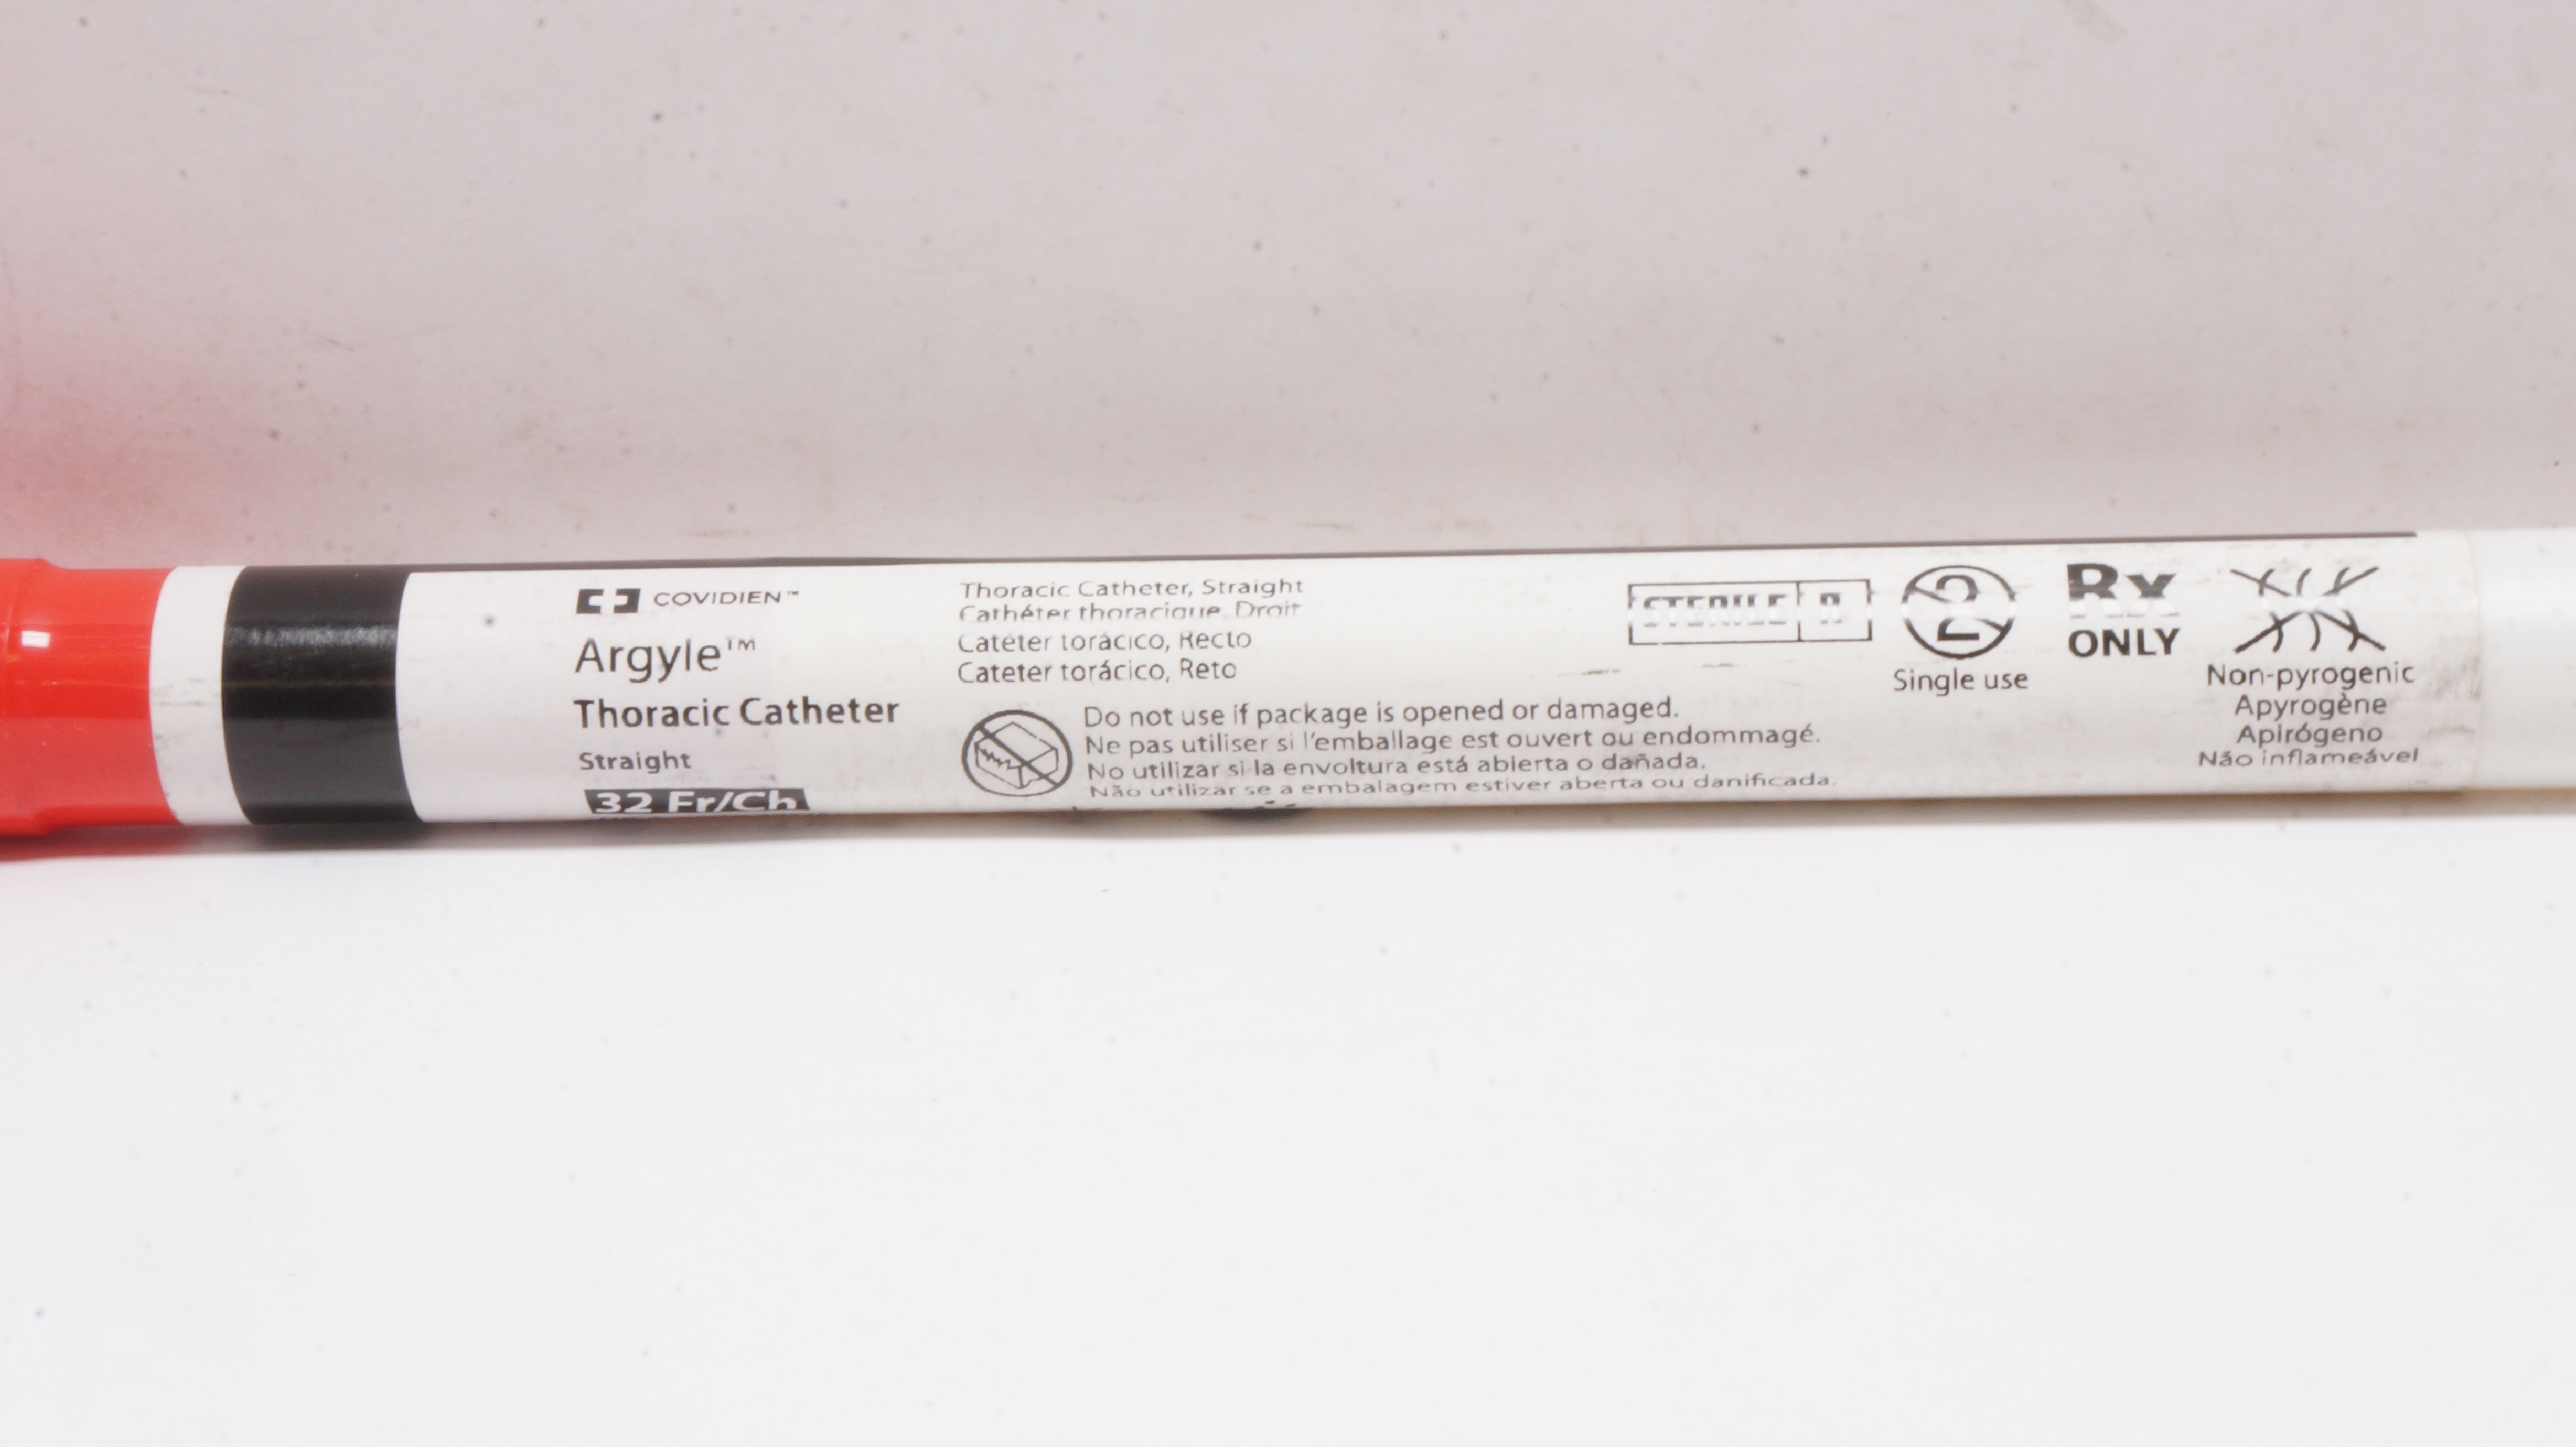 COVIDIEN™
Argyle™
Thoracic Catheter
Straight
32 Fr/Ch
Thoracic Catheter, Straight
Cathéter thoracique, Droit
Catéter torácico, Recto
Cateter torácico, Reto
Do not use if package is opened or damaged.
Ne pas utiliser si l'emballage est ouvert ou endommagé.
No utilizar si la envoltura está abierta o dañada.
Não utilizar se a embalagem estiver aberta ou danificada.
STERILE R
2
Single use
Rx
ONLY
Non-pyrogenic
Apyrogène
Apirógeno
Não inflameável